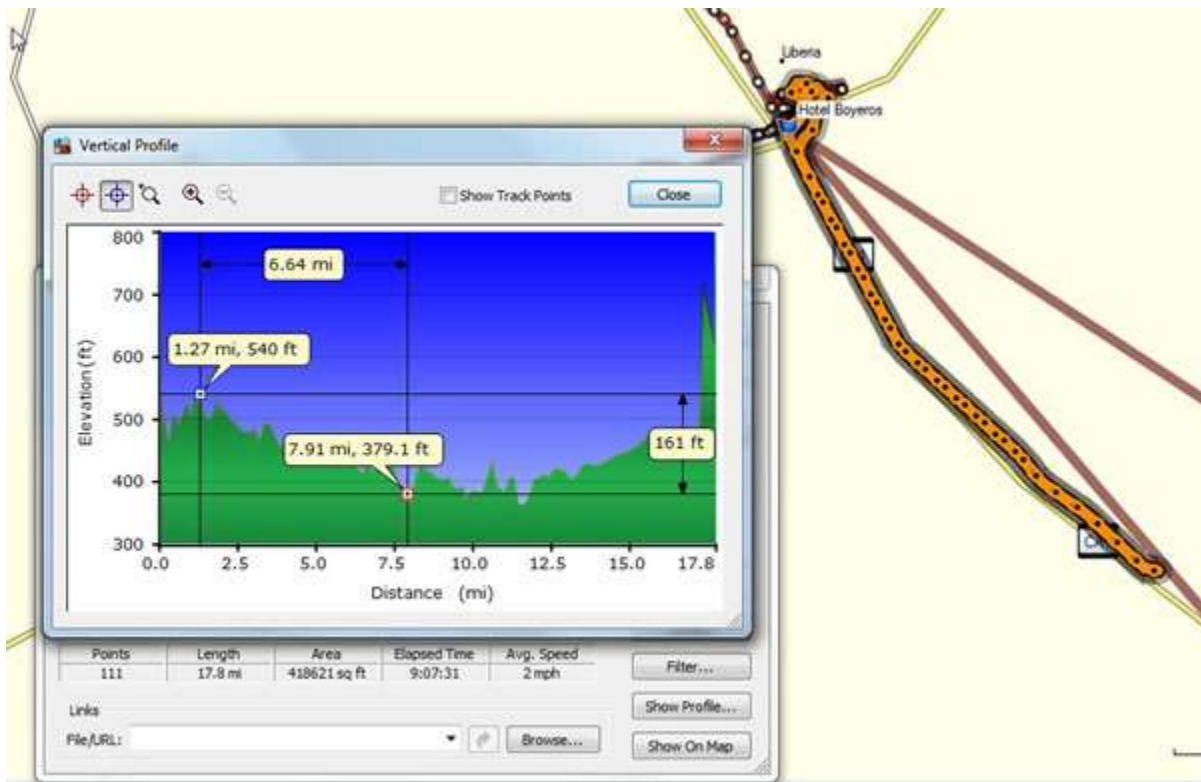 Liberia
Hotel Boyeros
Vertical Profile
Show Track Points
Close
800
700
600
500
400
300
Elevation (ft)
6.64 mi
1.27 mi, 540 ft
7.91 mi, 379.1 ft
161 ft
0.0 2.5 5.0 7.5 10.0 12.5 15.0 17.8
Distance (mi)
Points Length Area Elapsed Time Avg. Speed
111 17.8 mi 418621 sq ft 9:07:31 2 mph
Filter...
Links
Show Profile...
File/URL:
Browse...
Show On Map